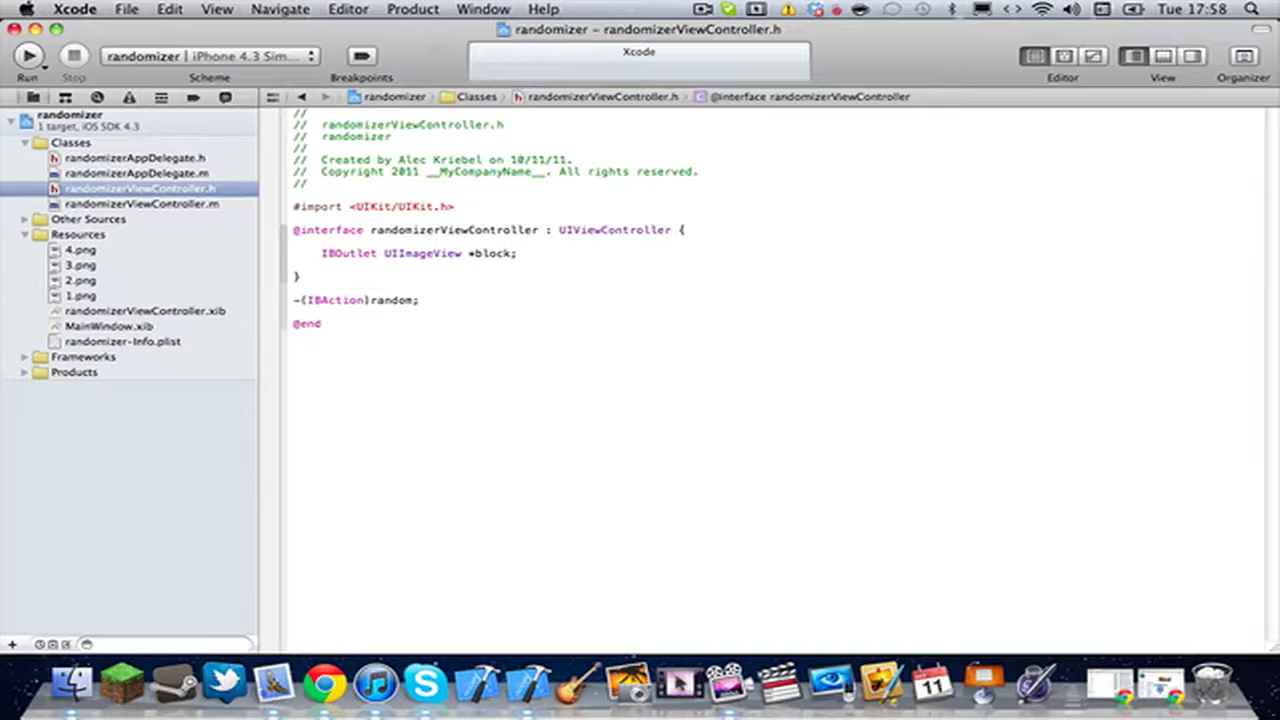 Xcode File Edit View Navigate Editor Product Window Help Tue 17:58
randomizer – randomizerViewController.h
randomizer | iPhone 4.3 Sim...
Xcode
Run Stop Scheme Breakpoints Editor View Organizer
randomizer Classes randomizerViewController.h @interface randomizerViewController
randomizer
1 target, iOS SDK 4.3
Classes
randomizerAppDelegate.h
randomizerAppDelegate.m
randomizerViewController.h
randomizerViewController.m
Other Sources
Resources
4.png
3.png
2.png
1.png
randomizerViewController.xib
MainWindow.xib
randomizer-Info.plist
Frameworks
Products
//
// randomizerViewController.h
// randomizer
//
// Created by Alec Kriebel on 10/11/11.
// Copyright 2011 __MyCompanyName__. All rights reserved.
//
#import <UIKit/UIKit.h>
@interface randomizerViewController : UIViewController {
IBOutlet UIImageView *block;
}
-(IBAction)random;
@end
11